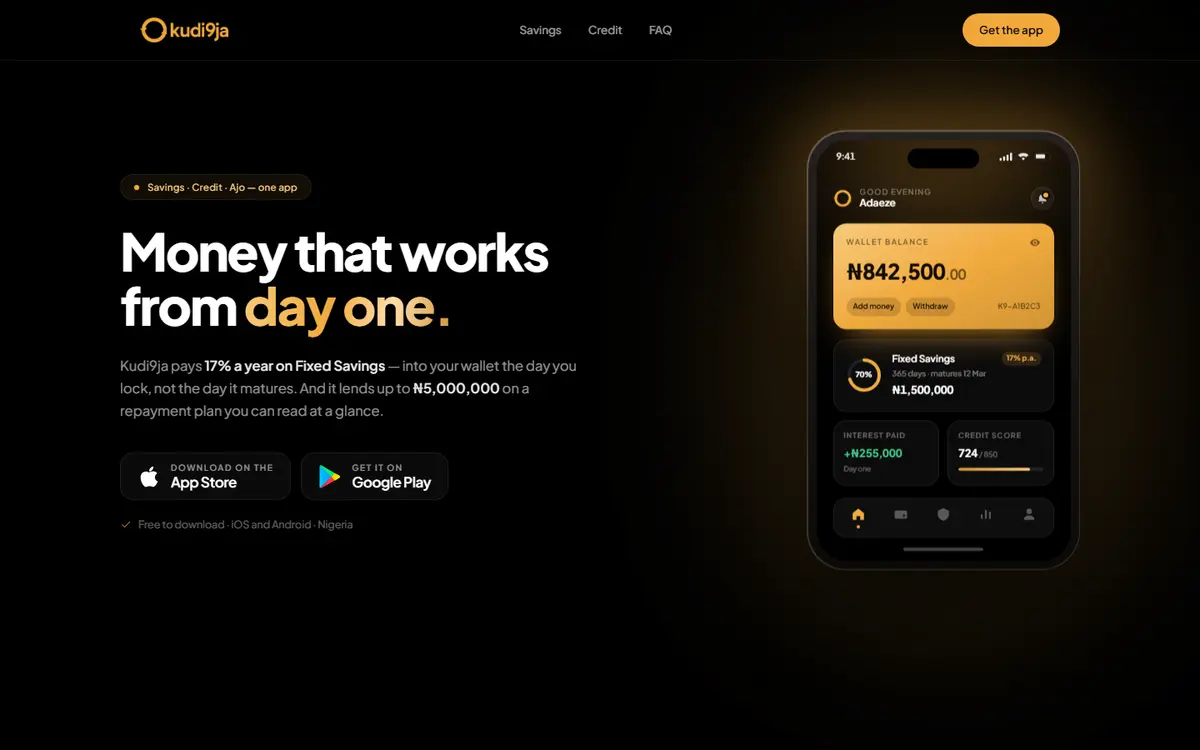 kudi9ja
Savings
Credit
FAQ
Get the app
Savings · Credit · Ajo — one app
Money that works
from day one.
Kudi9ja pays 17% a year on Fixed Savings — into your wallet the day you
lock, not the day it matures. And it lends up to ₦5,000,000 on a
repayment plan you can read at a glance.
DOWNLOAD ON THE
App Store
GET IT ON
Google Play
Free to download · iOS and Android · Nigeria
9:41
GOOD EVENING
Adaeze
WALLET BALANCE
₦842,500.00
Add money
Withdraw
K9-A1B2C3
70%
Fixed Savings
17% p.a.
365 days · matures 12 Mar
₦1,500,000
INTEREST PAID
+₦255,000
Day one
CREDIT SCORE
724 / 850